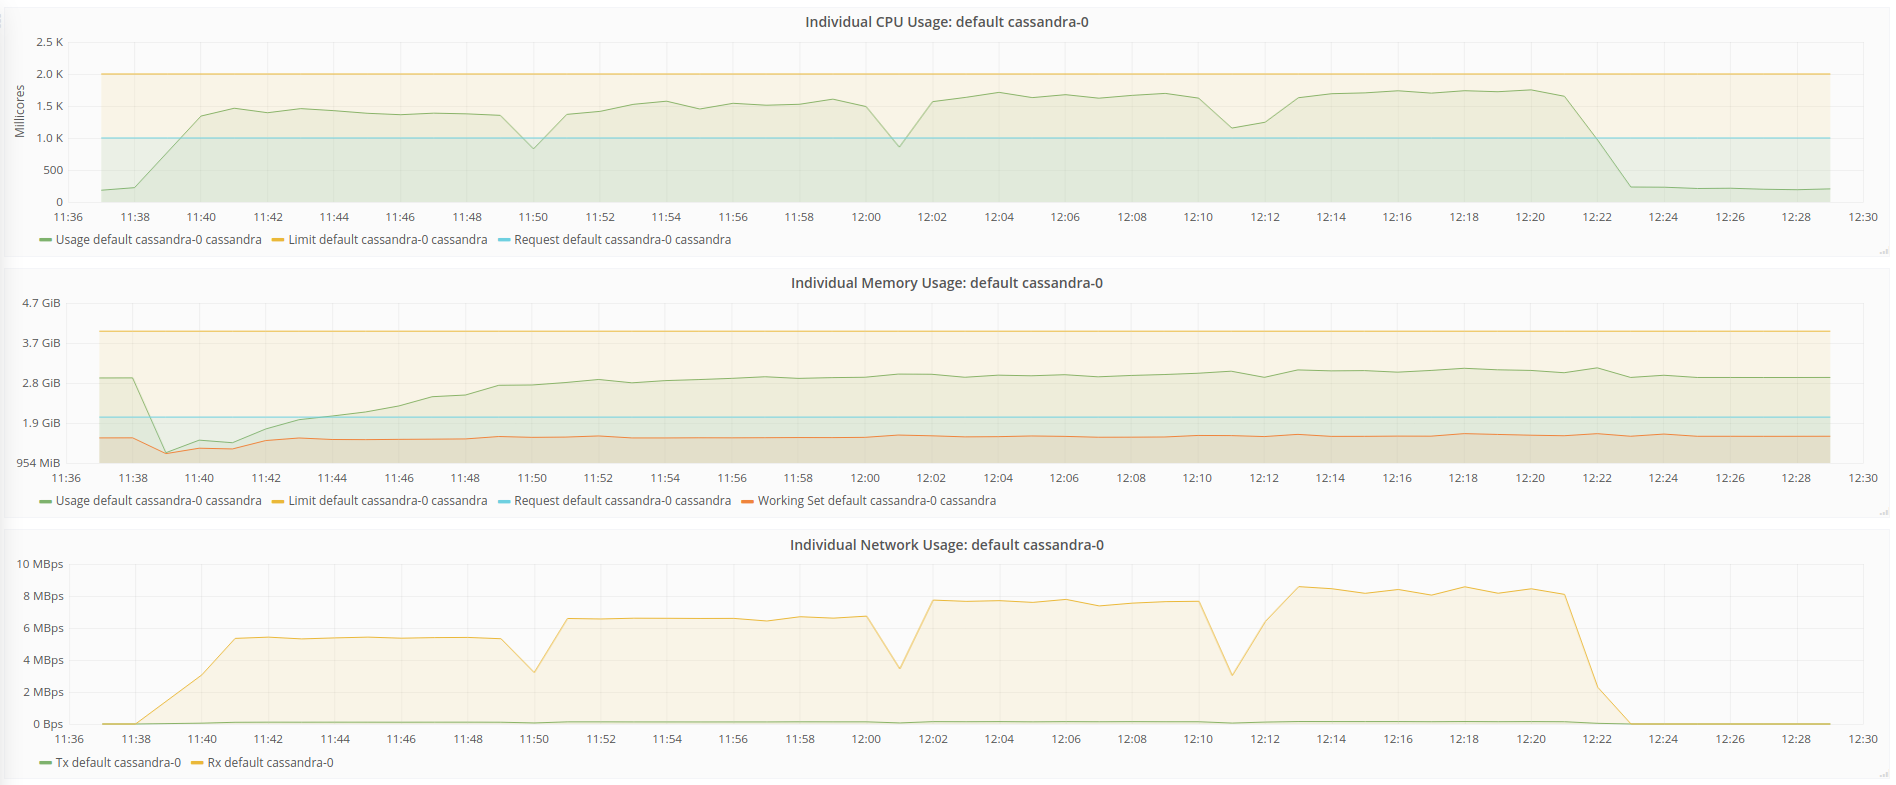 Individual CPU Usage: default cassandra-0
Millicores
2.5 K
2.0 K
1.5 K
1.0 K
500
0
11:36 11:38 11:40 11:42 11:44 11:46 11:48 11:50 11:52 11:54 11:56 11:58 12:00 12:02 12:04 12:06 12:08 12:10 12:12 12:14 12:16 12:18 12:20 12:22 12:24 12:26 12:28 12:30
Usage default cassandra-0 cassandra Limit default cassandra-0 cassandra Request default cassandra-0 cassandra
Individual Memory Usage: default cassandra-0
4.7 GiB
3.7 GiB
2.8 GiB
1.9 GiB
954 MiB
11:36 11:38 11:40 11:42 11:44 11:46 11:48 11:50 11:52 11:54 11:56 11:58 12:00 12:02 12:04 12:06 12:08 12:10 12:12 12:14 12:16 12:18 12:20 12:22 12:24 12:26 12:28 12:30
Usage default cassandra-0 cassandra Limit default cassandra-0 cassandra Request default cassandra-0 cassandra Working Set default cassandra-0 cassandra
Individual Network Usage: default cassandra-0
10 MBps
8 MBps
6 MBps
4 MBps
2 MBps
0 Bps
11:36 11:38 11:40 11:42 11:44 11:46 11:48 11:50 11:52 11:54 11:56 11:58 12:00 12:02 12:04 12:06 12:08 12:10 12:12 12:14 12:16 12:18 12:20 12:22 12:24 12:26 12:28 12:30
Tx default cassandra-0 Rx default cassandra-0